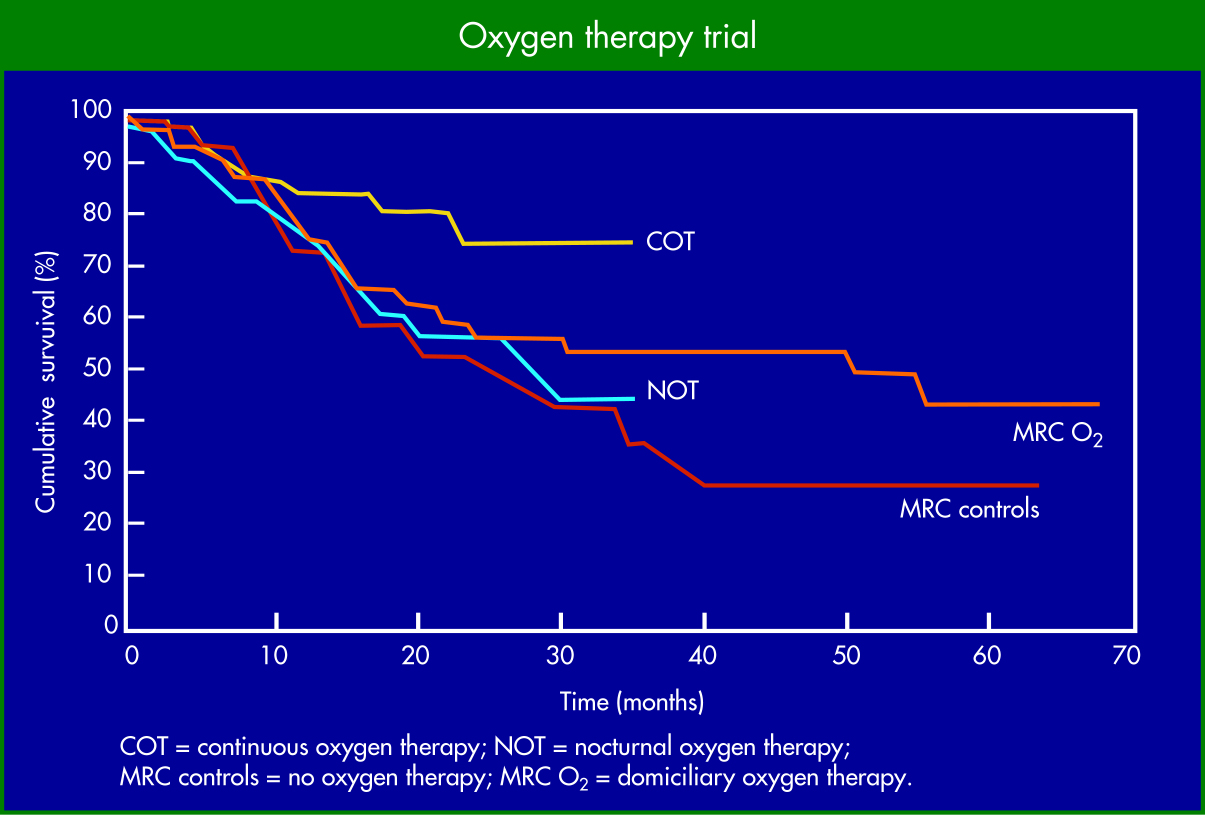 Oxygen therapy trial
100
90
80
70
60
50
40
30
20
10
0
Cumulative survuival (%)
COT
NOT
MRC O₂
MRC controls
0 10 20 30 40 50 60 70
Time (months)
COT = continuous oxygen therapy; NOT = nocturnal oxygen therapy;
MRC controls = no oxygen therapy; MRC O₂ = domiciliary oxygen therapy.